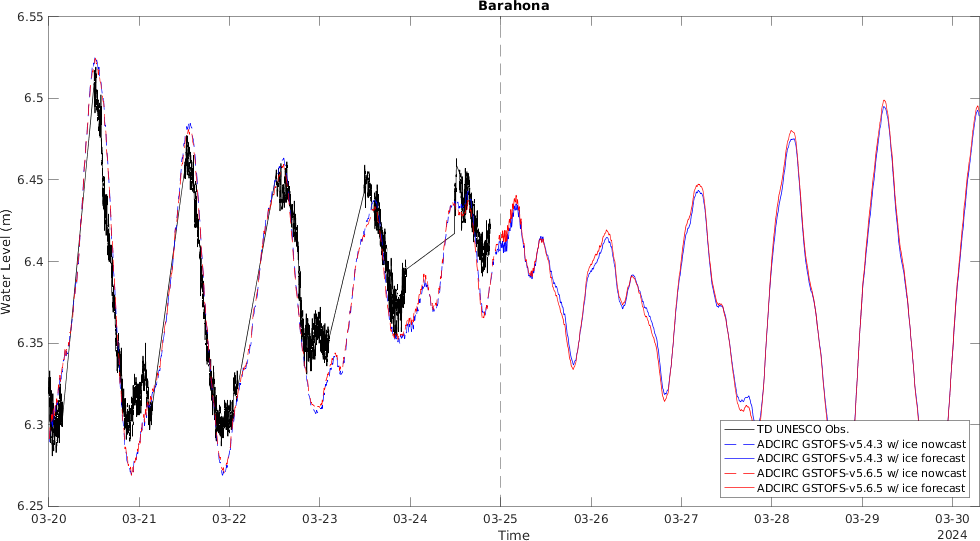 Barahona
6.55
6.5
6.45
6.4
6.35
6.3
6.25
Water Level (m)
TD UNESCO Obs.
ADCIRC GSTOFS-v5.4.3 w/ ice nowcast
ADCIRC GSTOFS-v5.4.3 w/ ice forecast
ADCIRC GSTOFS-v5.6.5 w/ ice nowcast
ADCIRC GSTOFS-v5.6.5 w/ ice forecast
03-20 03-21 03-22 03-23 03-24 03-25 03-26 03-27 03-28 03-29 03-30
Time 2024